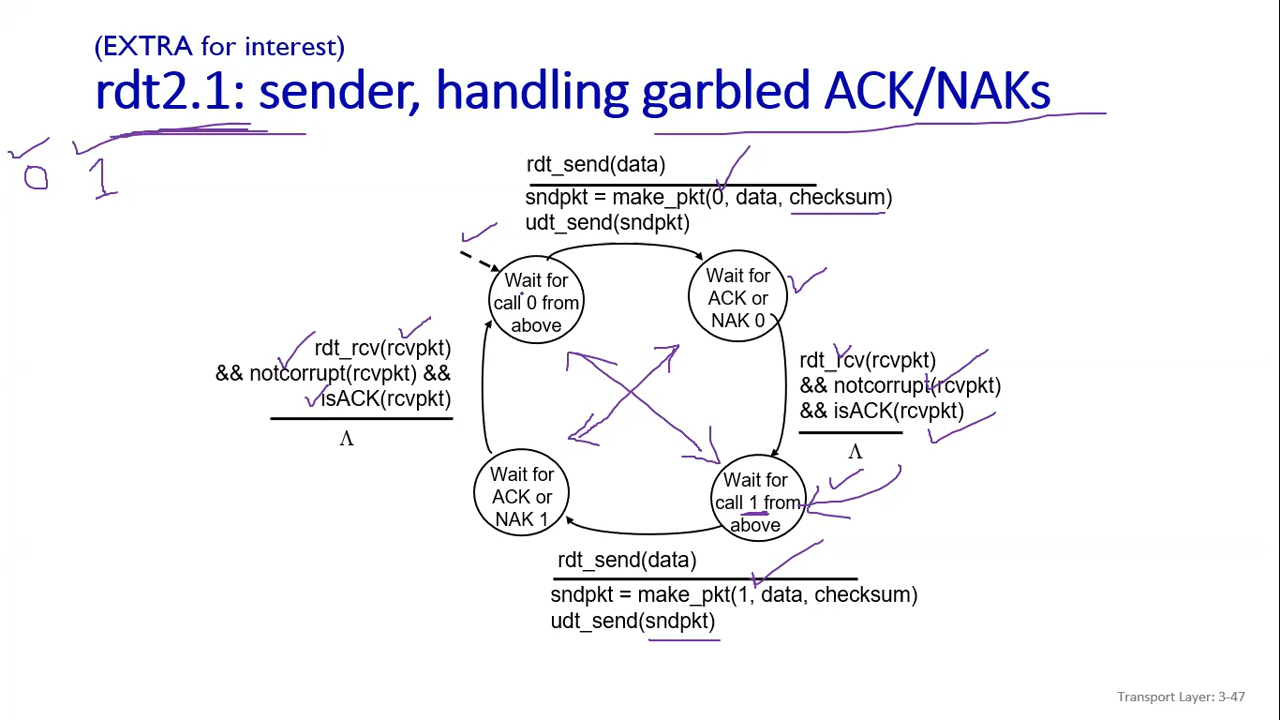 (EXTRA for interest)
rdt2.1: sender, handling garbled ACK/NAKs
0 1
rdt_send(data)
sndpkt = make_pkt(0, data, checksum)
udt_send(sndpkt)
Wait for
call 0 from
above
Wait for
ACK or
NAK 0
rdt_rcv(rcvpkt)
&& notcorrupt(rcvpkt) &&
isACK(rcvpkt)
Λ
rdt_rcv(rcvpkt)
&& notcorrupt(rcvpkt)
&& isACK(rcvpkt)
Λ
Wait for
ACK or
NAK 1
Wait for
call 1 from
above
rdt_send(data)
sndpkt = make_pkt(1, data, checksum)
udt_send(sndpkt)
Transport Layer: 3-47